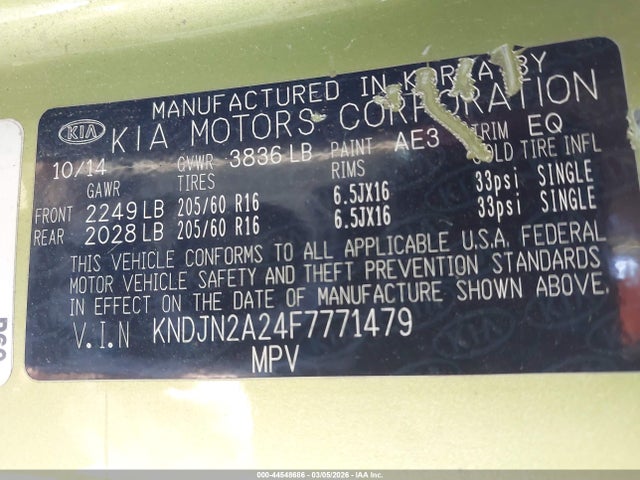 MANUFACTURED IN KOREA BY
KIA KIA MOTORS CORPORATION
10/14 GVWR 3836 LB PAINT AE3 TRIM EQ
GAWR TIRES RIMS COLD TIRE INFL
FRONT 2249 LB 205/60 R16 6.5JX16 33psi SINGLE
REAR 2028 LB 205/60 R16 6.5JX16 33psi SINGLE
THIS VEHICLE CONFORMS TO ALL APPLICABLE U.S.A. FEDERAL
MOTOR VEHICLE SAFETY AND THEFT PREVENTION STANDARDS
IN EFFECT ON THE DATE OF MANUFACTURE SHOWN ABOVE.
V.I.N KNDJN2A24F7771479
MPV
000-44548666 - 03/05/2026 - IAA Inc.